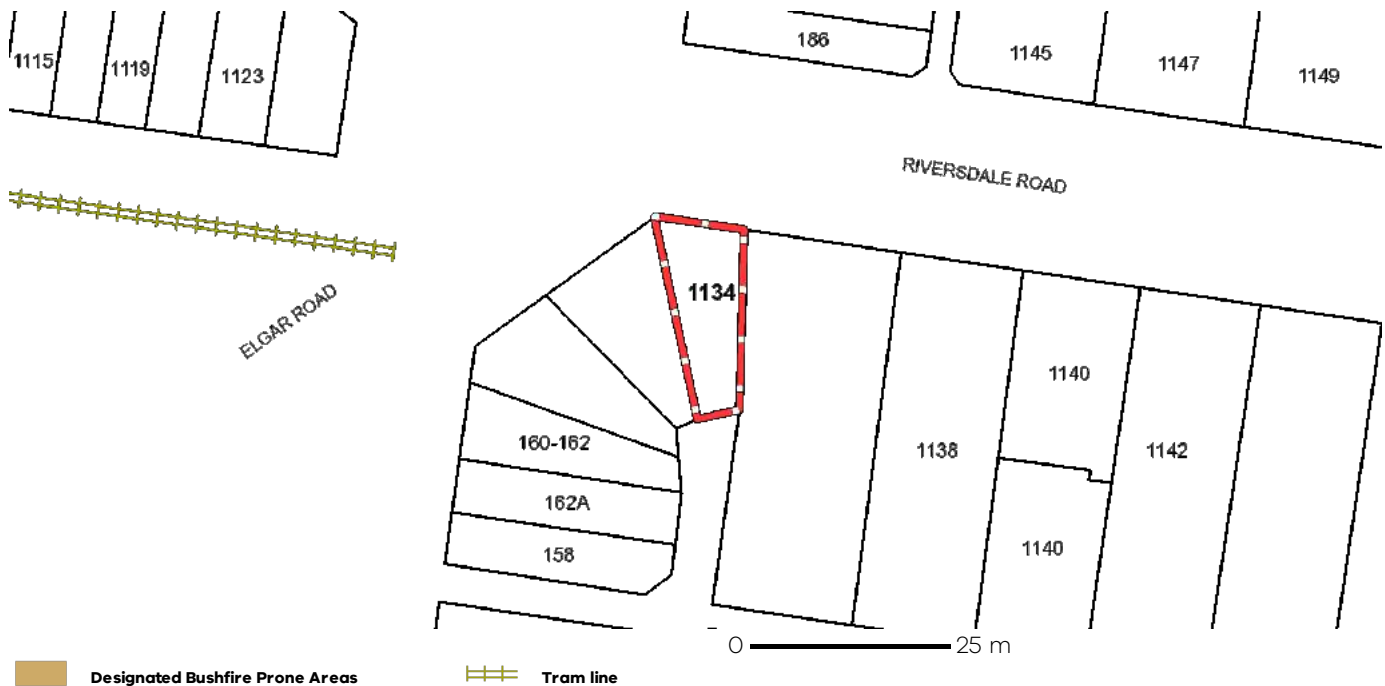 186
1145
1147
1149
1115
1119
1123
RIVERSDALE ROAD
1134
ELGAR ROAD
1140
160-162
1138
1142
162A
158
1140
0 25 m
Designated Bushfire Prone Areas
Tram line